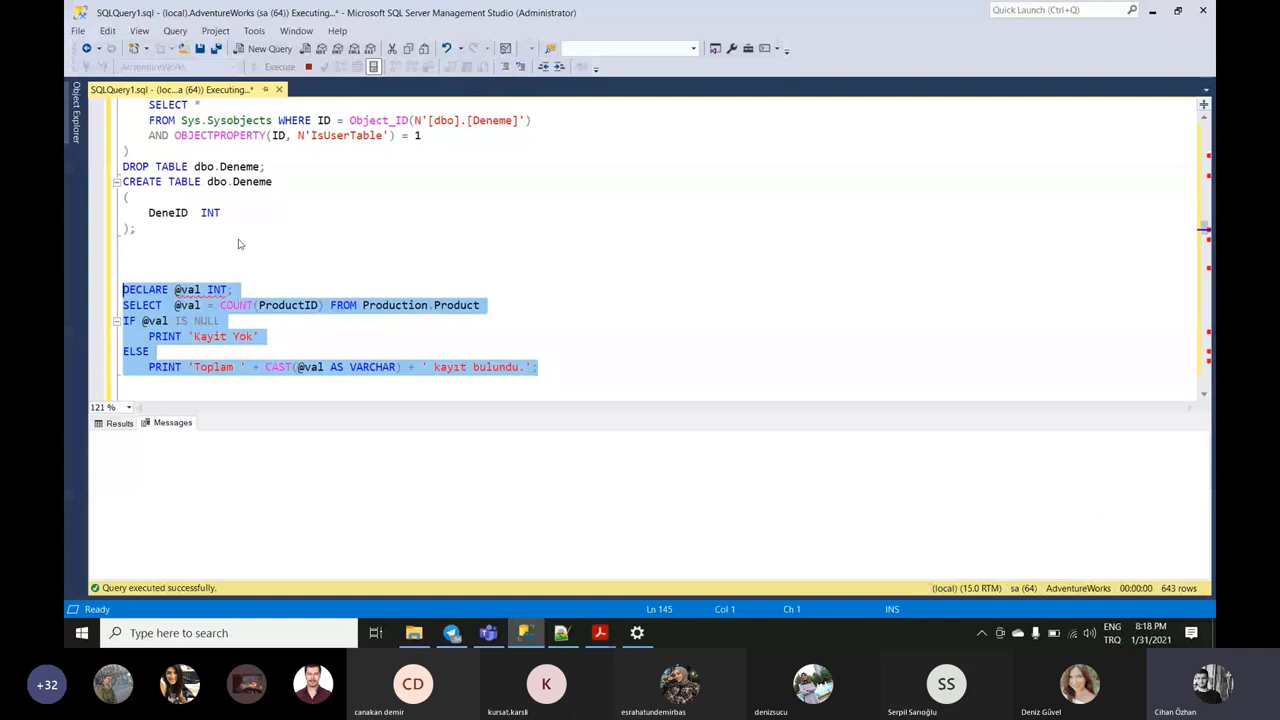 SQLQuery1.sql - (local).AdventureWorks (sa (64)) Executing...* - Microsoft SQL Server Management Studio (Administrator)
Quick Launch (Ctrl+Q)
File Edit View Query Project Tools Window Help
New Query
AdventureWorks
Execute
Object Explorer
SQLQuery1.sql - (loc...a (64)) Executing...*
SELECT *
FROM Sys.Sysobjects WHERE ID = Object_ID(N'[dbo].[Deneme]')
AND OBJECTPROPERTY(ID, N'IsUserTable') = 1
)
DROP TABLE dbo.Deneme;
CREATE TABLE dbo.Deneme
(
DeneID INT
);
DECLARE @val INT;
SELECT @val = COUNT(ProductID) FROM Production.Product
IF @val IS NULL
PRINT 'Kayit Yok'
ELSE
PRINT 'Toplam ' + CAST(@val AS VARCHAR) + ' kayıt bulundu.';
121 %
Results Messages
Query executed successfully. (local) (15.0 RTM) sa (64) AdventureWorks 00:00:00 643 rows
Ready Ln 145 Col 1 Ch 1 INS
Type here to search
ENG 8:18 PM
TRQ 1/31/2021
+32 CD K SS
canakan demir kursat.karsli esrahatundemirbas denizsucu Serpil Sarıoğlu Deniz Güvel Cihan Özhan